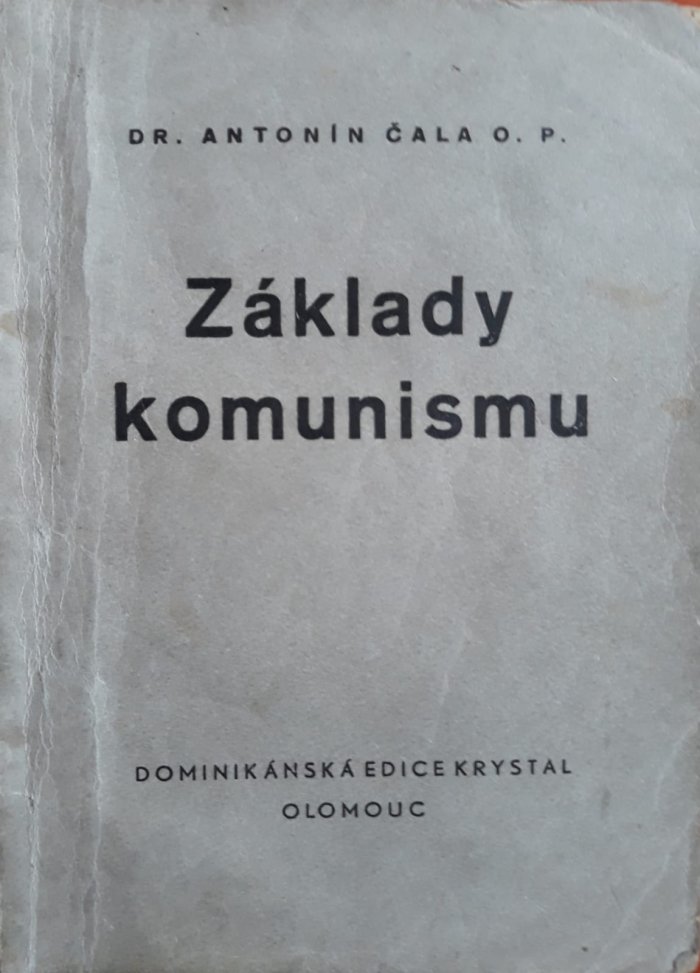 DR. ANTONÍN ČALA O. P.
Základy
komunismu
DOMINIKÁNSKÁ EDICE KRYSTAL
OLOMOUC